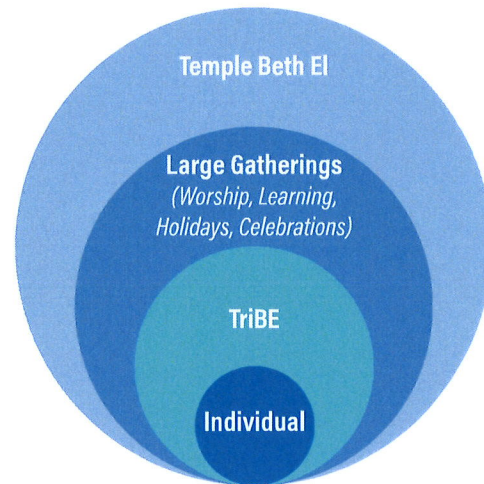 Temple Beth El
Large Gatherings
(Worship, Learning,
Holidays, Celebrations)
TriBE
Individual